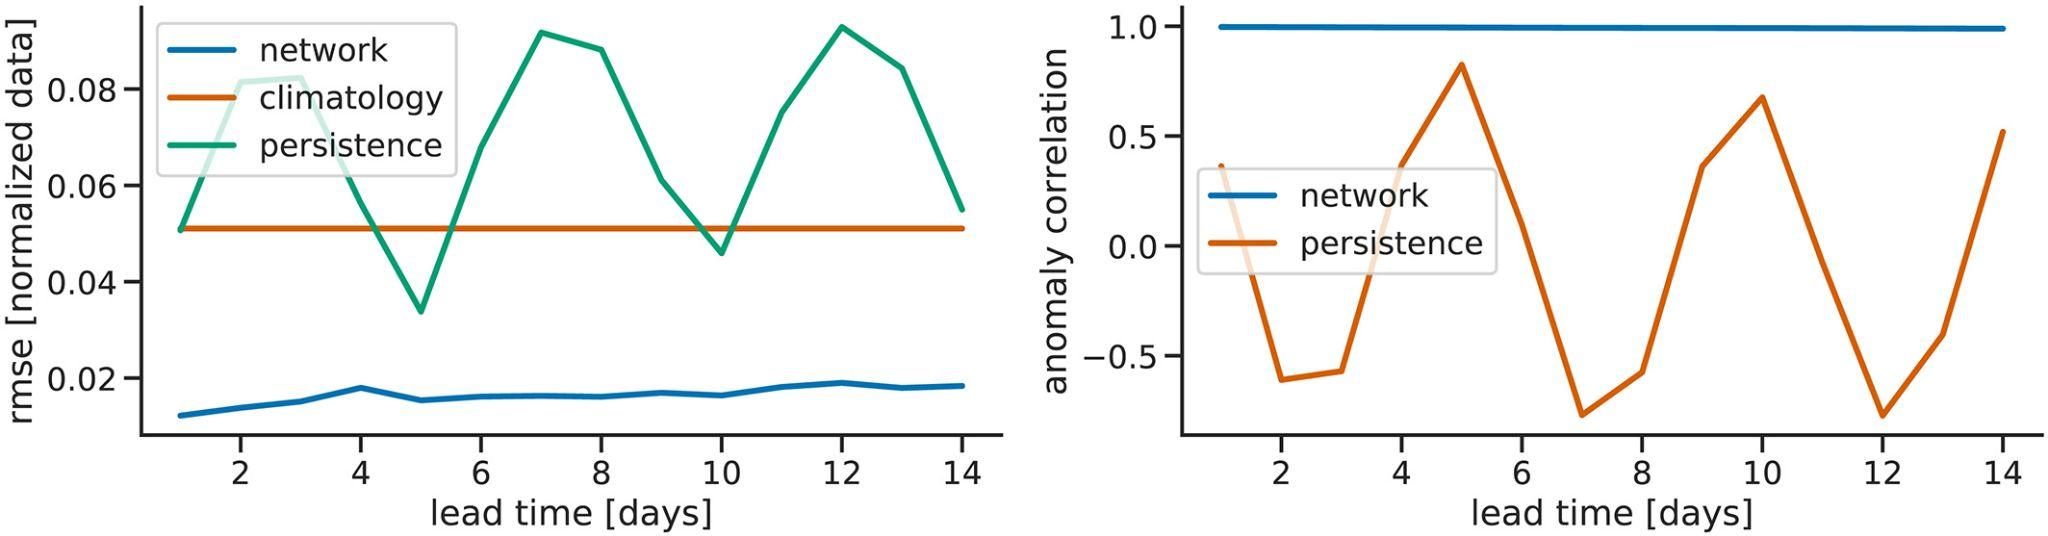 rmse [normalized data]
0.08
0.06
0.04
0.02
network
climatology
persistence
2 4 6 8 10 12 14
lead time [days]
anomaly correlation
1.0
0.5
0.0
−0.5
network
persistence
2 4 6 8 10 12 14
lead time [days]